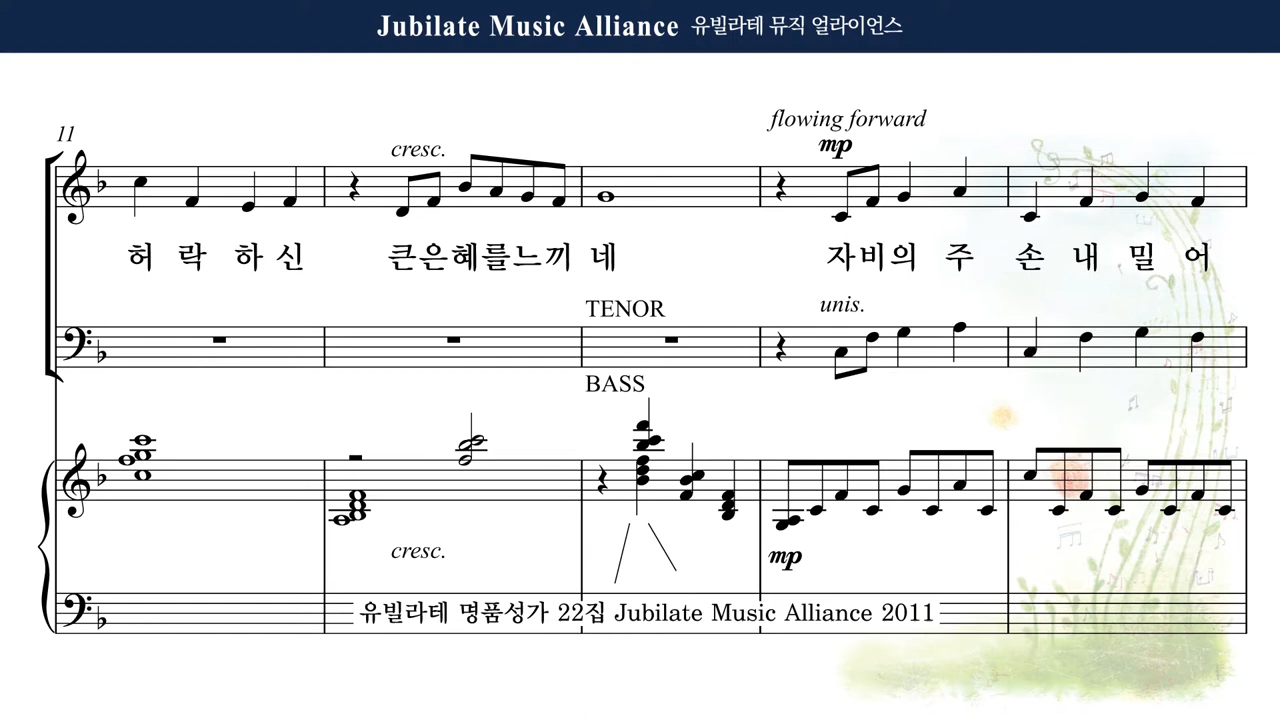 Jubilate Music Alliance 유빌라테 뮤직 얼라이언스
flowing forward
11
cresc.
mp
허 락 하 신 큰은혜를느끼 네 자비의 주 손 내 밀 어
TENOR
unis.
BASS
cresc.
mp
유빌라테 명품성가 22집 Jubilate Music Alliance 2011